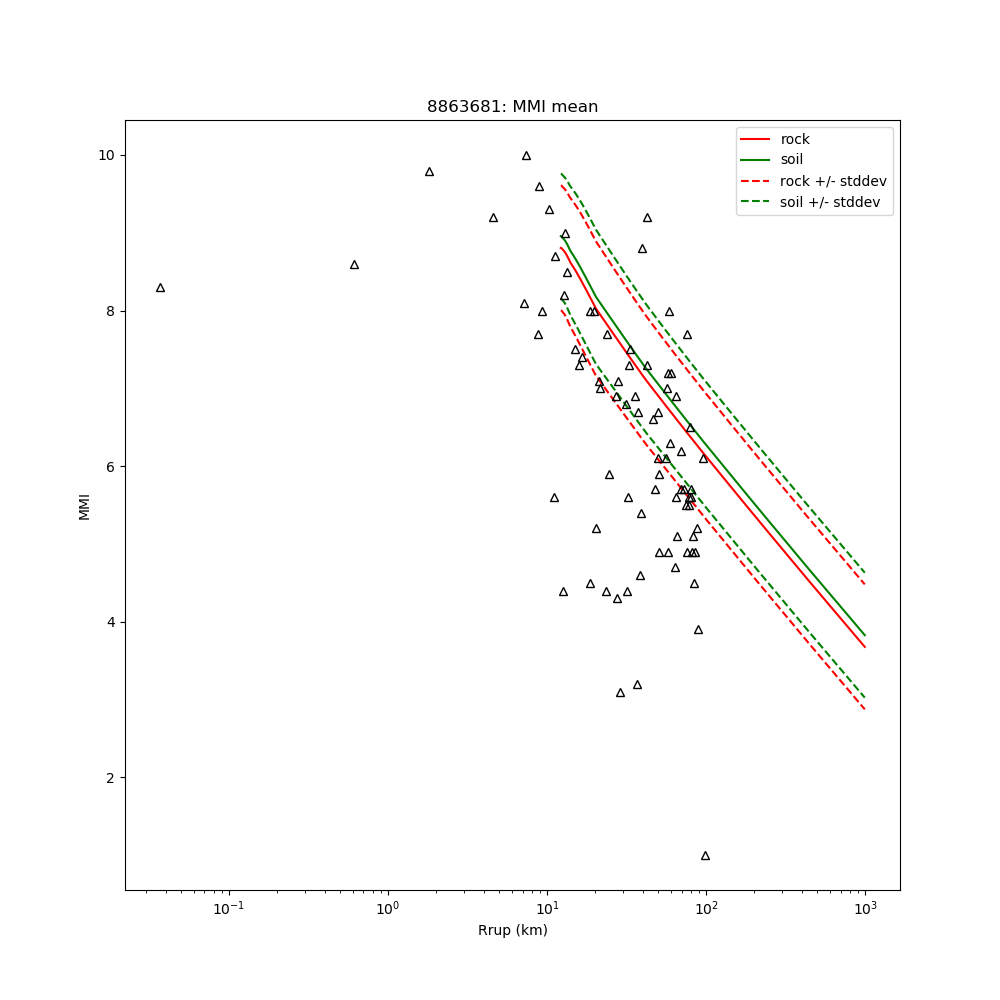 8863681: MMI mean
rock
soil
rock +/- stddev
soil +/- stddev
10
8
6
4
2
MMI
10⁻¹
10⁰
10¹
10²
10³
Rrup (km)